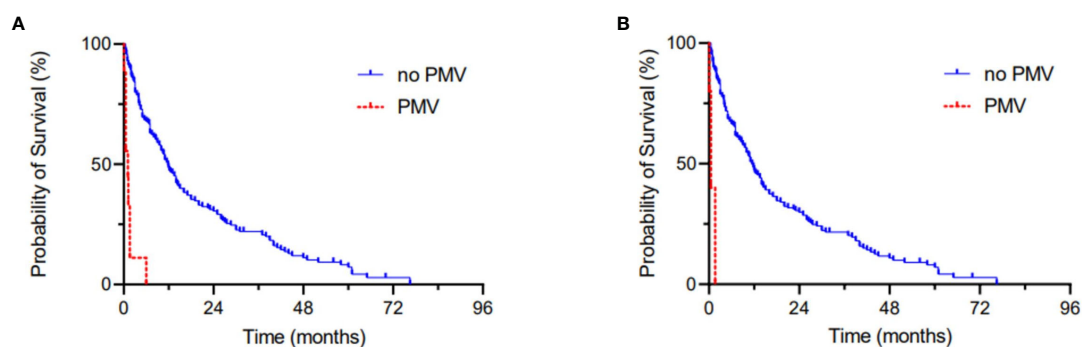 A
Probability of Survival (%)
100
50
0
no PMV
PMV
0 24 48 72 96
Time (months)
B
Probability of Survival (%)
100
50
0
no PMV
PMV
0 24 48 72 96
Time (months)